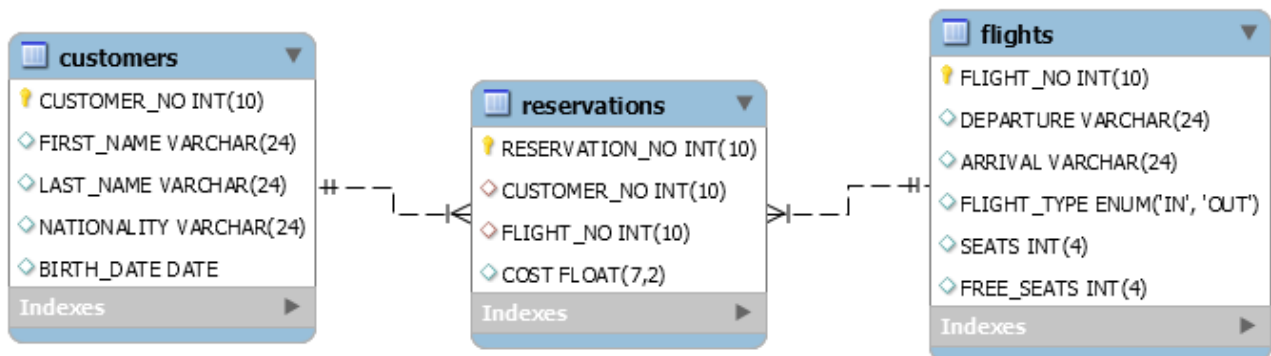 customers
CUSTOMER_NO INT(10)
FIRST_NAME VARCHAR(24)
LAST_NAME VARCHAR(24)
NATIONALITY VARCHAR(24)
BIRTH_DATE DATE
Indexes
reservations
RESERVATION_NO INT(10)
CUSTOMER_NO INT(10)
FLIGHT_NO INT(10)
COST FLOAT(7,2)
Indexes
flights
FLIGHT_NO INT(10)
DEPARTURE VARCHAR(24)
ARRIVAL VARCHAR(24)
FLIGHT_TYPE ENUM('IN', 'OUT')
SEATS INT(4)
FREE_SEATS INT(4)
Indexes